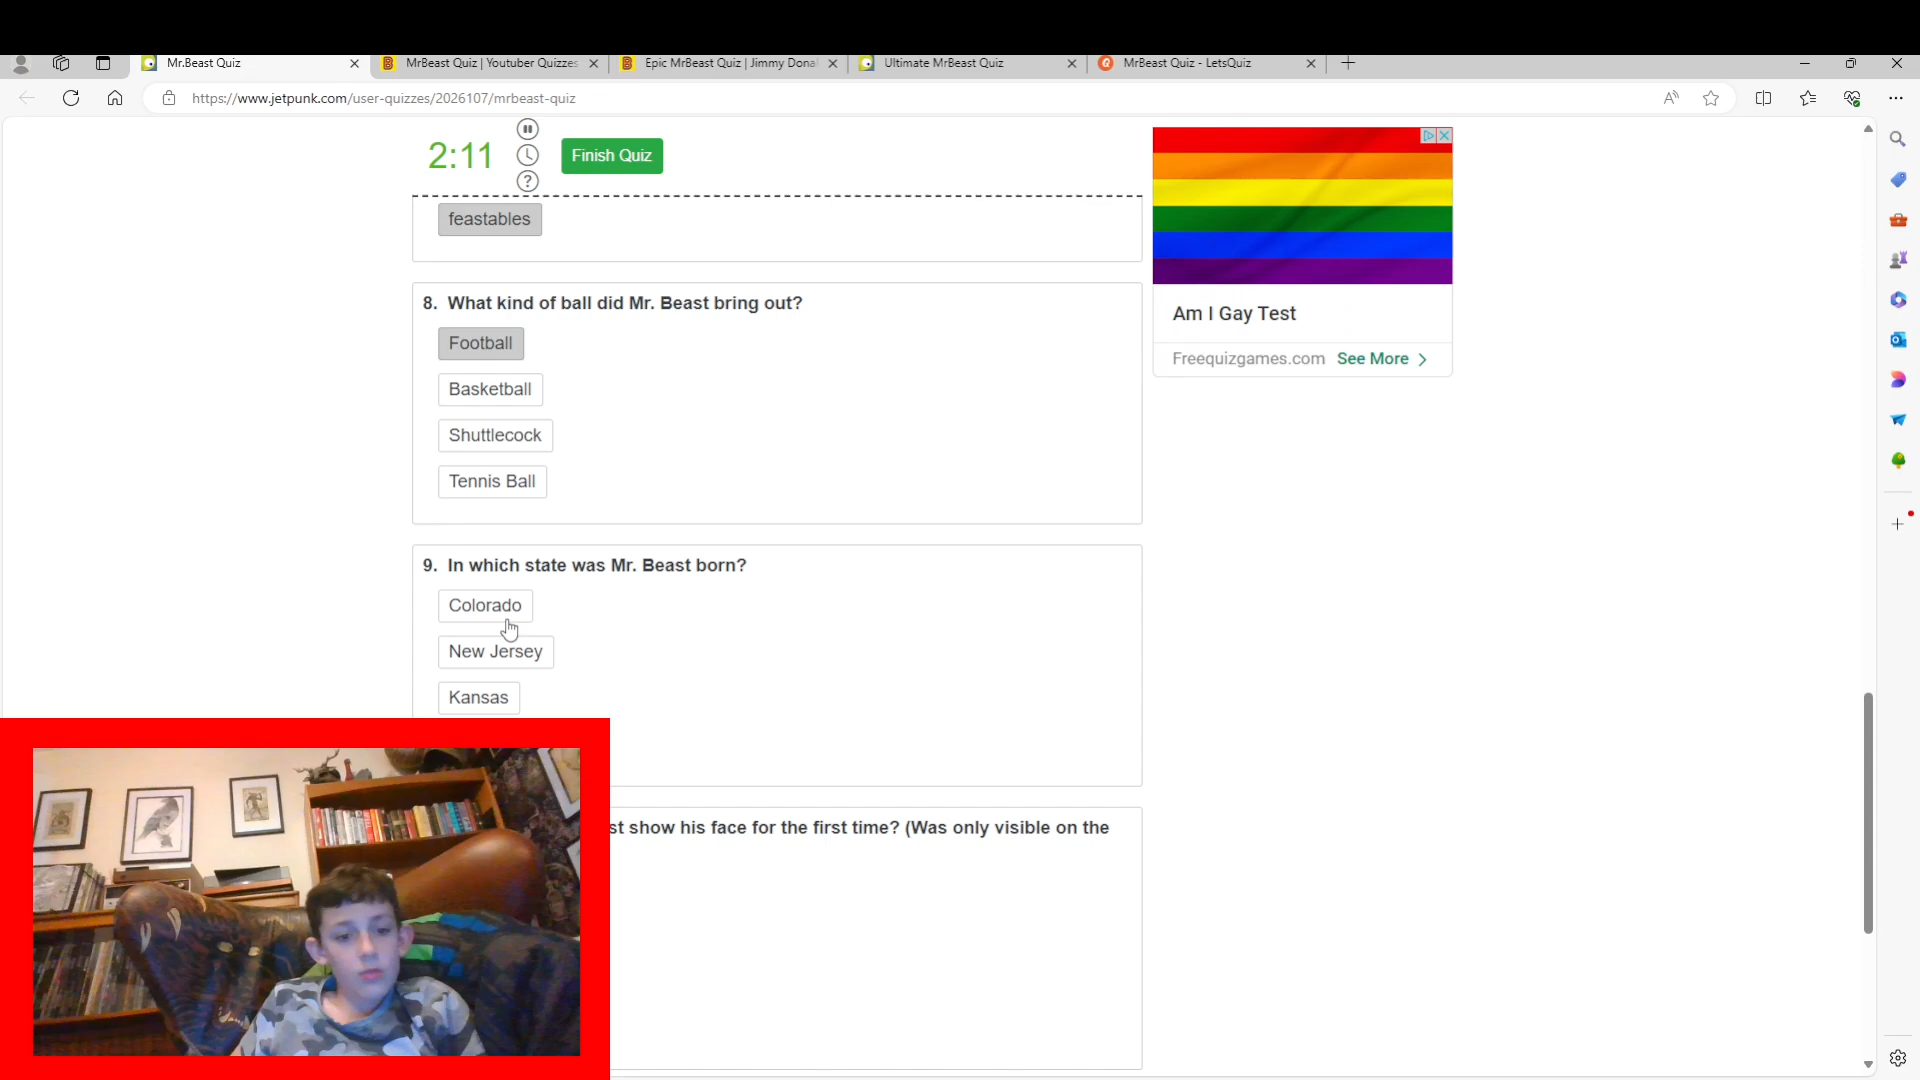 Mr.Beast Quiz
MrBeast Quiz | Youtuber Quizzes
Epic MrBeast Quiz | Jimmy Donal
Ultimate MrBeast Quiz
MrBeast Quiz - LetsQuiz
https://www.jetpunk.com/user-quizzes/2026107/mrbeast-quiz
2:11
Finish Quiz
feastables
8. What kind of ball did Mr. Beast bring out?
Football
Basketball
Shuttlecock
Tennis Ball
9. In which state was Mr. Beast born?
Colorado
New Jersey
Kansas
st show his face for the first time? (Was only visible on the
Am I Gay Test
Freequizgames.com See More >